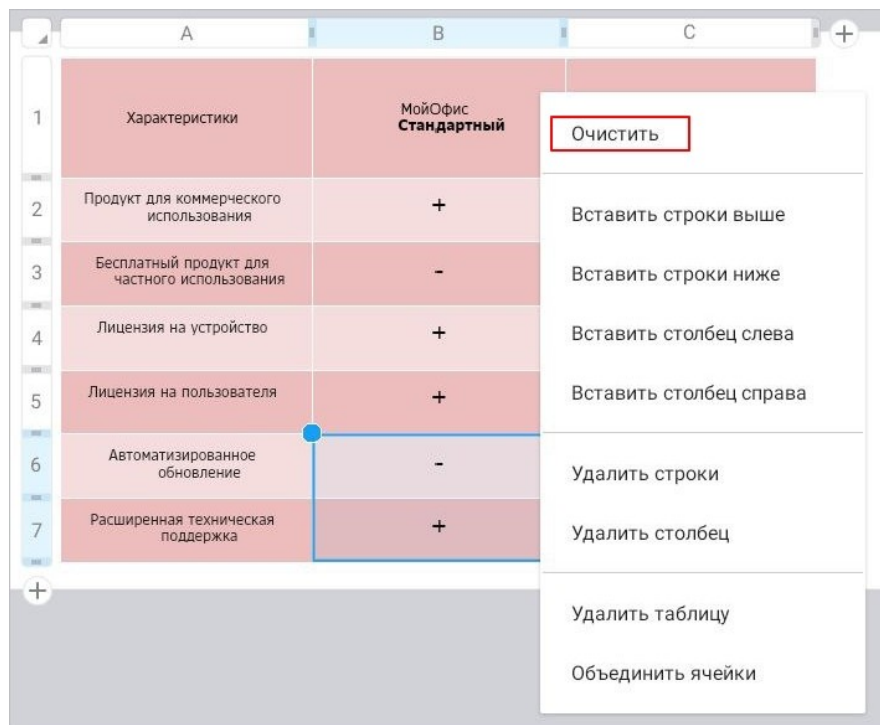 A B C
1 Характеристики МойОфис
Стандартный
2 Продукт для коммерческого
использования +
3 Бесплатный продукт для
частного использования -
4 Лицензия на устройство +
5 Лицензия на пользователя +
6 Автоматизированное
обновление -
7 Расширенная техническая
поддержка +
Очистить
Вставить строки выше
Вставить строки ниже
Вставить столбец слева
Вставить столбец справа
Удалить строки
Удалить столбец
Удалить таблицу
Объединить ячейки